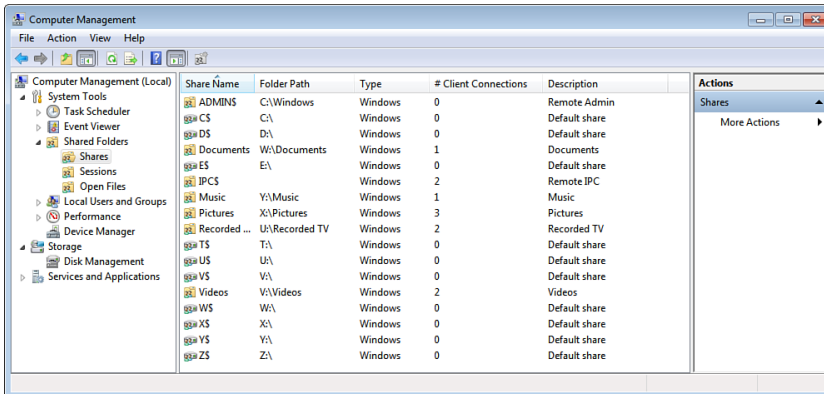 Computer Management
File Action View Help
Computer Management (Local)
System Tools
Task Scheduler
Event Viewer
Shared Folders
Shares
Sessions
Open Files
Local Users and Groups
Performance
Device Manager
Storage
Disk Management
Services and Applications
Share Name Folder Path Type # Client Connections Description
ADMIN$ C:\Windows Windows 0 Remote Admin
C$ C:\ Windows 0 Default share
D$ D:\ Windows 0 Default share
Documents W:\Documents Windows 1 Documents
E$ E:\ Windows 0 Default share
IPC$ Windows 2 Remote IPC
Music Y:\Music Windows 1 Music
Pictures X:\Pictures Windows 3 Pictures
Recorded ... U:\Recorded TV Windows 2 Recorded TV
T$ T:\ Windows 0 Default share
U$ U:\ Windows 0 Default share
V$ V:\ Windows 0 Default share
Videos V:\Videos Windows 2 Videos
W$ W:\ Windows 0 Default share
X$ X:\ Windows 0 Default share
Y$ Y:\ Windows 0 Default share
Z$ Z:\ Windows 0 Default share
Actions
Shares
More Actions